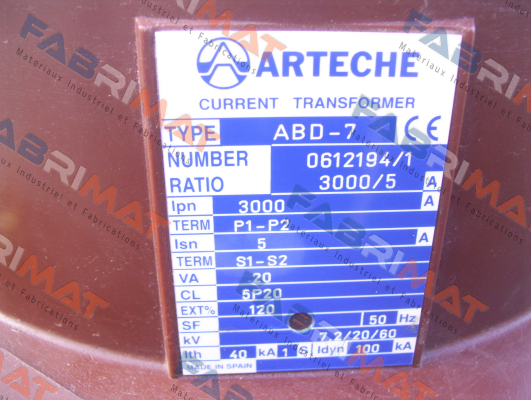 ARTECHE
CURRENT TRANSFORMER
TYPE ABD-7 CE
NUMBER 0612194/1
RATIO 3000/5 A
Ipn 3000 A
TERM P1-P2
Isn 5 A
TERM S1-S2
VA 20
CL 5P20
EXT% 120
SF 50 Hz
kV 7,2/20/60
Ith 40 kA 1 S Idyn 100 kA
MADE IN SPAIN
FABRIMAT
Materiaux Industriel et Fabrications